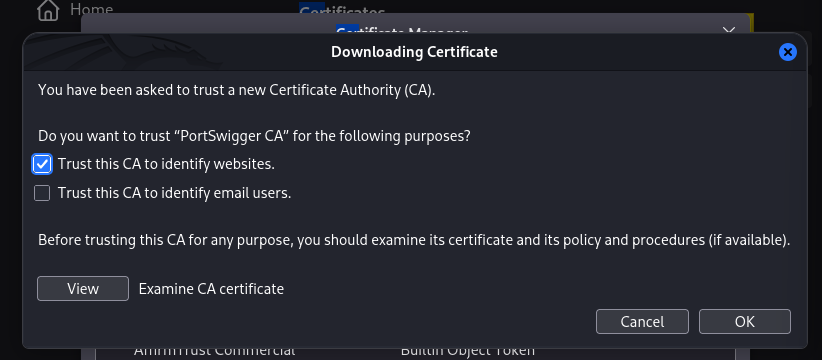 Home
Certificates
Certificate Manager
Downloading Certificate
You have been asked to trust a new Certificate Authority (CA).
Do you want to trust “PortSwigger CA” for the following purposes?
Trust this CA to identify websites.
Trust this CA to identify email users.
Before trusting this CA for any purpose, you should examine its certificate and its policy and procedures (if available).
View Examine CA certificate
Cancel OK
AffirmTrust Commercial Builtin Object Token